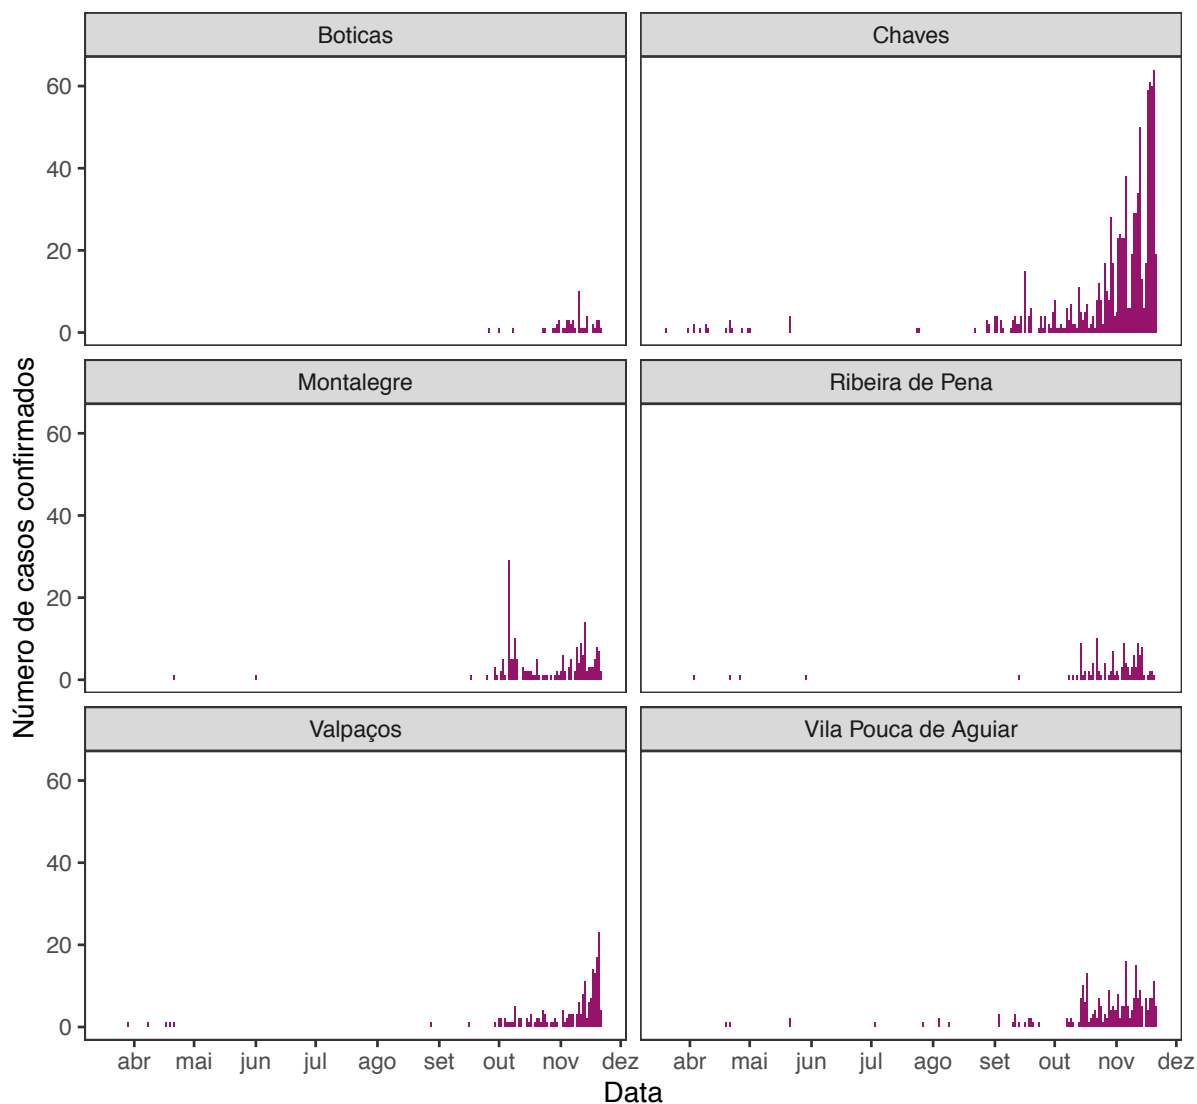 Boticas
Chaves
60
40
20
0
Montalegre
Ribeira de Pena
60
40
20
0
Número de casos confirmados
Valpaços
Vila Pouca de Aguiar
60
40
20
0
abr mai jun jul ago set out nov dez
abr mai jun jul ago set out nov dez
Data